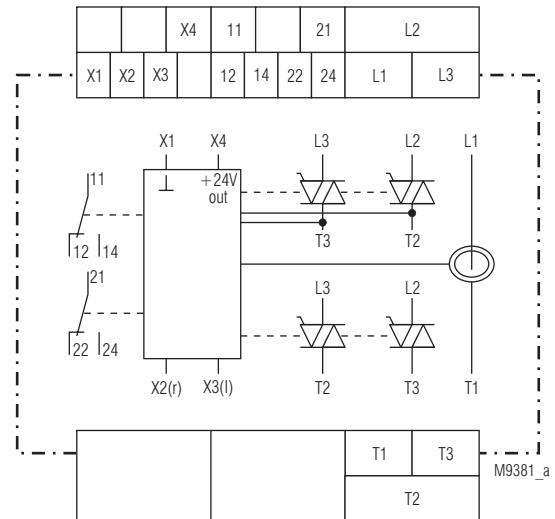 X4 11 21 L2
X1 X2 X3 12 14 22 24 L1 L3
X1 X4 L3 L2 L1
+24V
out
11
12 14
T3 T2
21
22 24
L3 L2
X2(r) X3(l) T2 T3 T1
T1 T3
M9381_a
T2